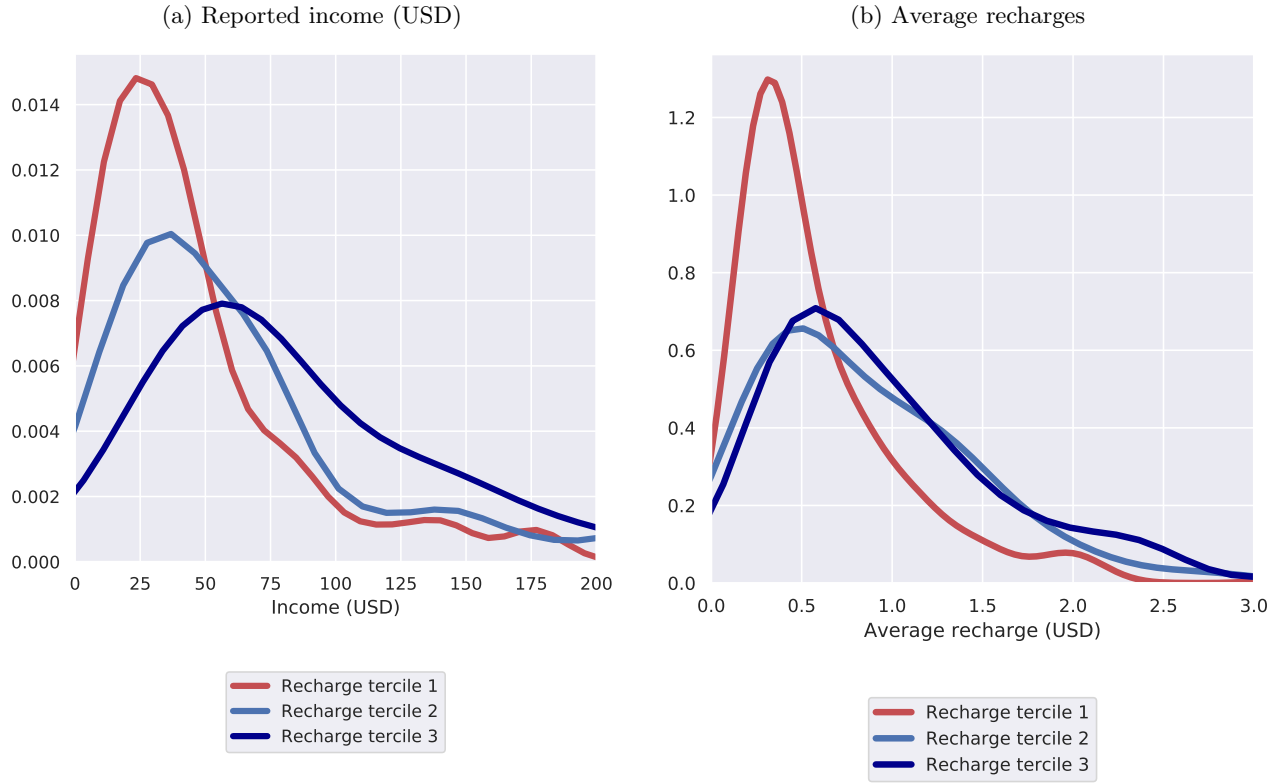 (a) Reported income (USD)
0.014
0.012
0.010
0.008
0.006
0.004
0.002
0.000
0 25 50 75 100 125 150 175 200
Income (USD)
Recharge tercile 1
Recharge tercile 2
Recharge tercile 3
(b) Average recharges
1.2
1.0
0.8
0.6
0.4
0.2
0.0
0.0 0.5 1.0 1.5 2.0 2.5 3.0
Average recharge (USD)
Recharge tercile 1
Recharge tercile 2
Recharge tercile 3